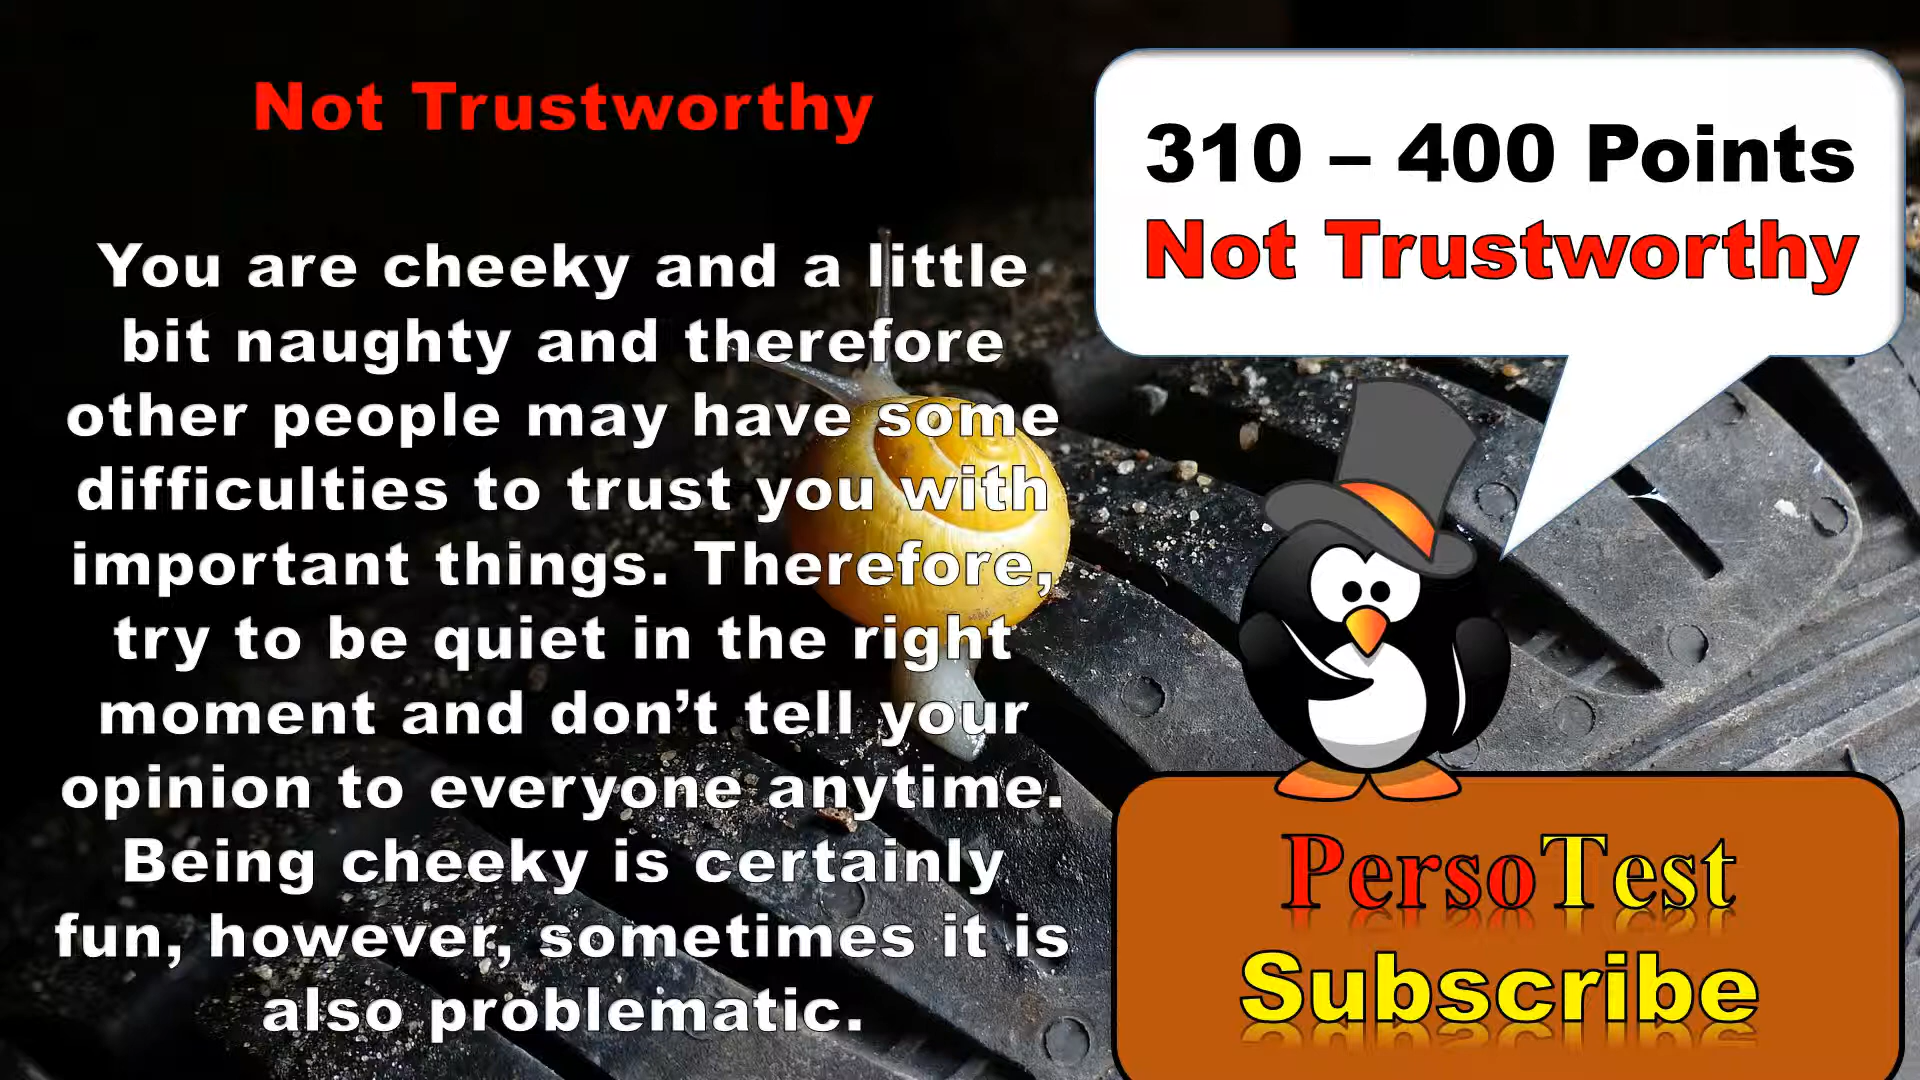 Not Trustworthy
You are cheeky and a little
bit naughty and therefore
other people may have some
difficulties to trust you with
important things. Therefore,
try to be quiet in the right
moment and don’t tell your
opinion to everyone anytime.
Being cheeky is certainly
fun, however, sometimes it is
also problematic.
310 – 400 Points
Not Trustworthy
PersoTest
Subscribe